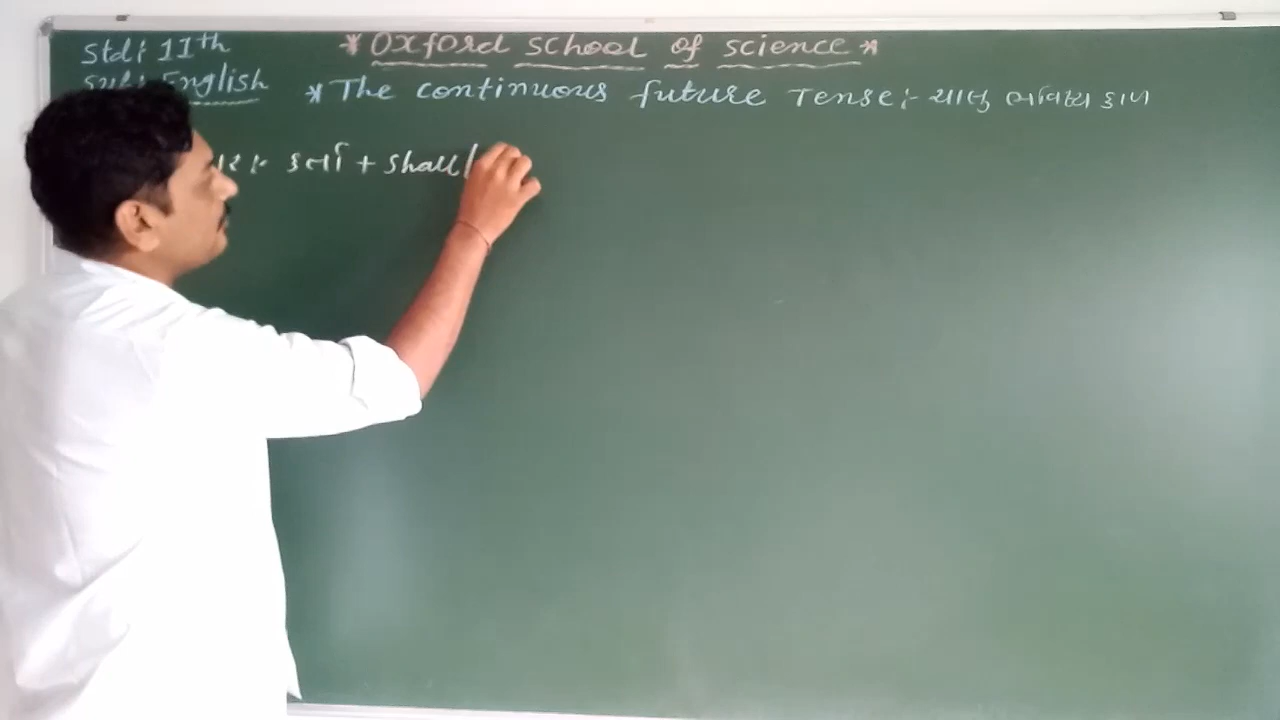 Std: 11th
* Oxford school of science *
Sub: English
* The continuous future Tense:- ચાલુ ભવિષ્ય કાળ
કર્તા + shall/